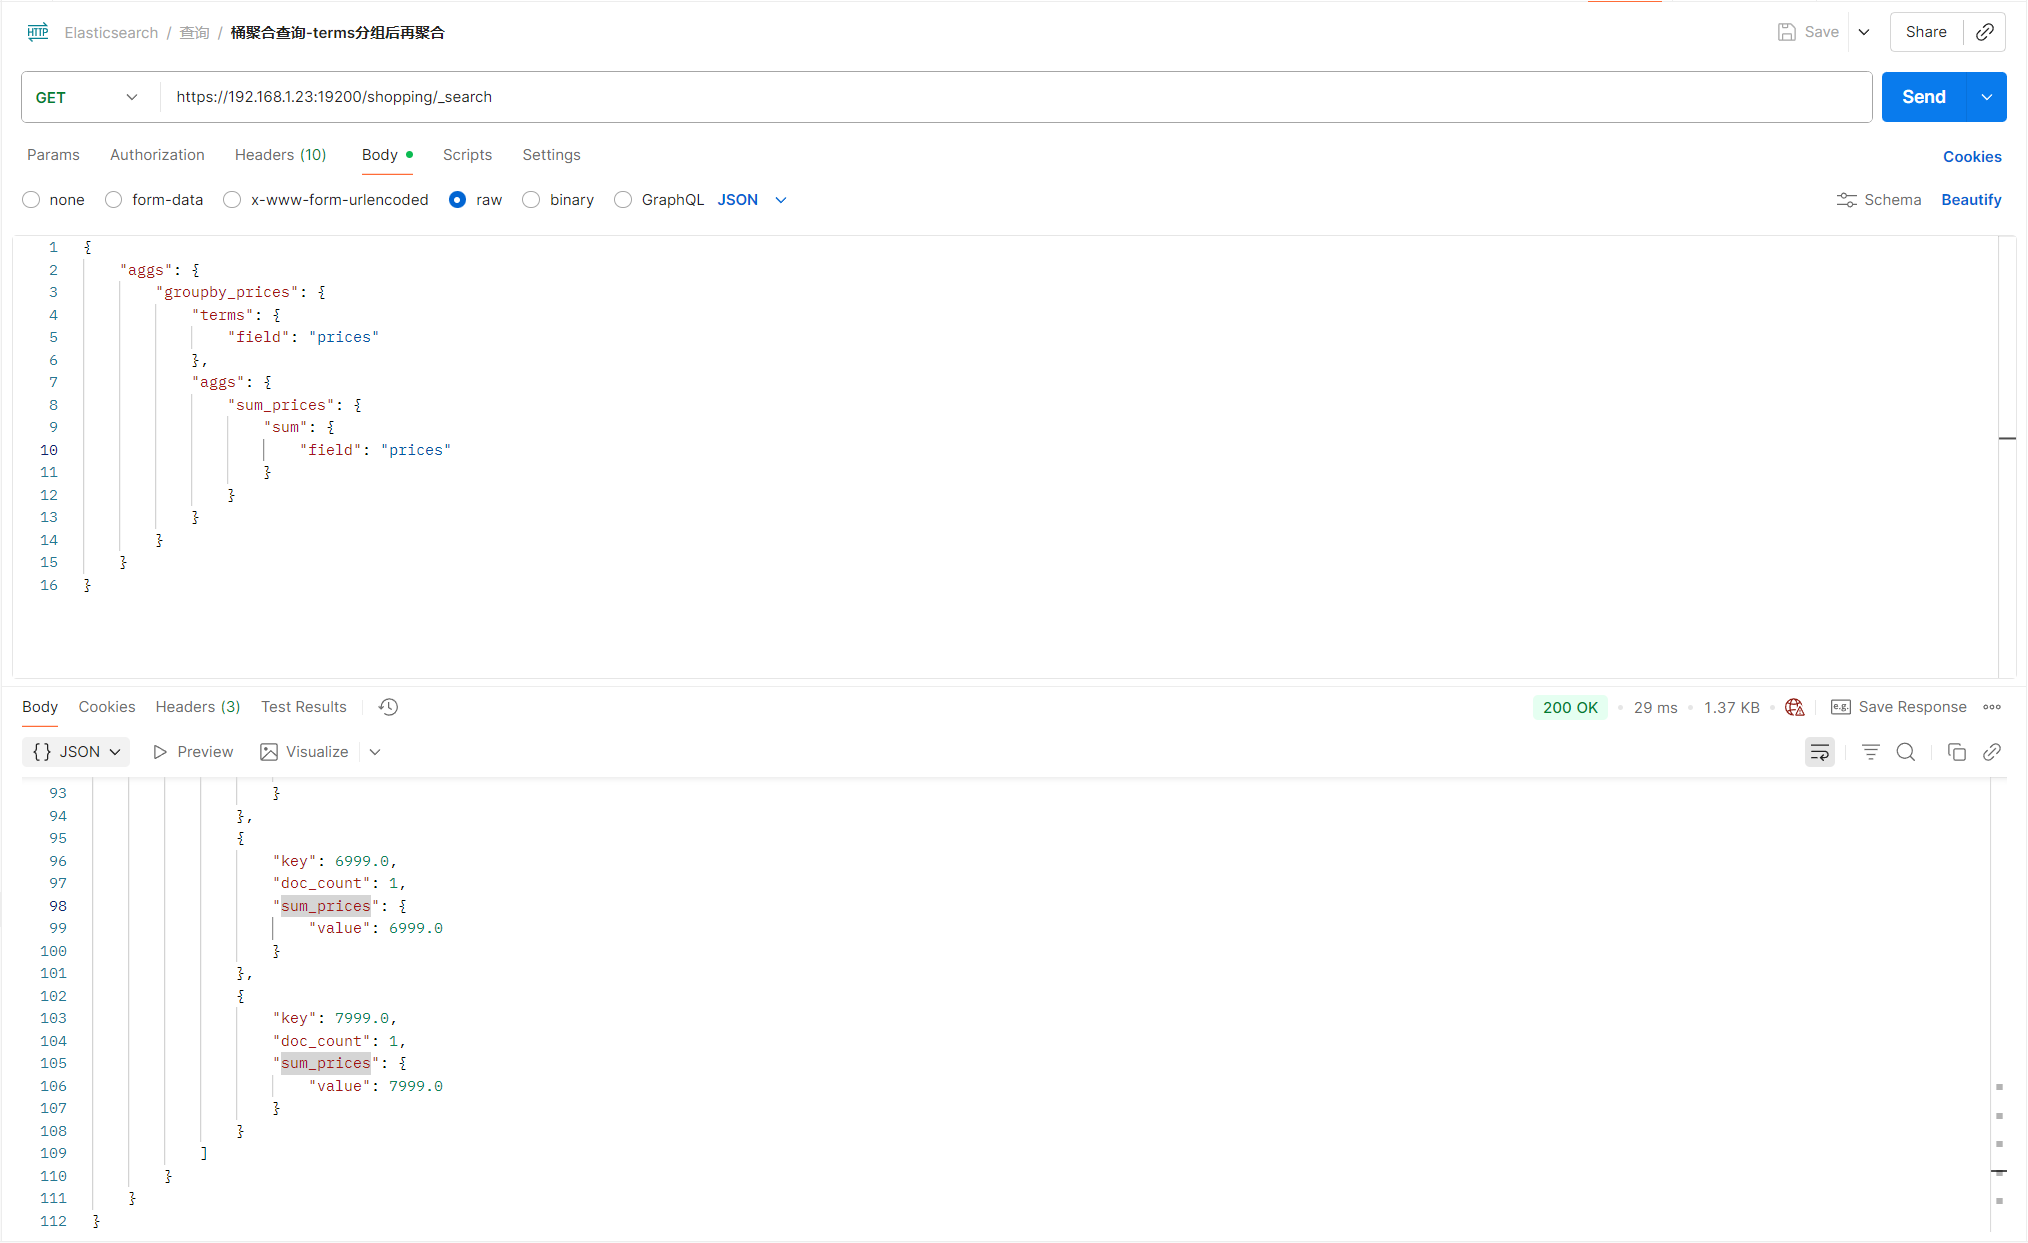 HTTP Elasticsearch / 查询 / 桶聚合查询-terms分组后再聚合 Save Share
GET https://192.168.1.23:19200/shopping/_search Send
Params Authorization Headers (10) Body Scripts Settings Cookies
none form-data x-www-form-urlencoded raw binary GraphQL JSON Schema Beautify
1 {
2 "aggs": {
3 "groupby_prices": {
4 "terms": {
5 "field": "prices"
6 },
7 "aggs": {
8 "sum_prices": {
9 "sum": {
10 "field": "prices"
11 }
12 }
13 }
14 }
15 }
16 }
Body Cookies Headers (3) Test Results 200 OK • 29 ms • 1.37 KB • e.g. Save Response
{} JSON Preview Visualize
93 }
94 },
95 {
96 "key": 6999.0,
97 "doc_count": 1,
98 "sum_prices": {
99 "value": 6999.0
100 }
101 },
102 {
103 "key": 7999.0,
104 "doc_count": 1,
105 "sum_prices": {
106 "value": 7999.0
107 }
108 }
109 ]
110 }
111 }
112 }